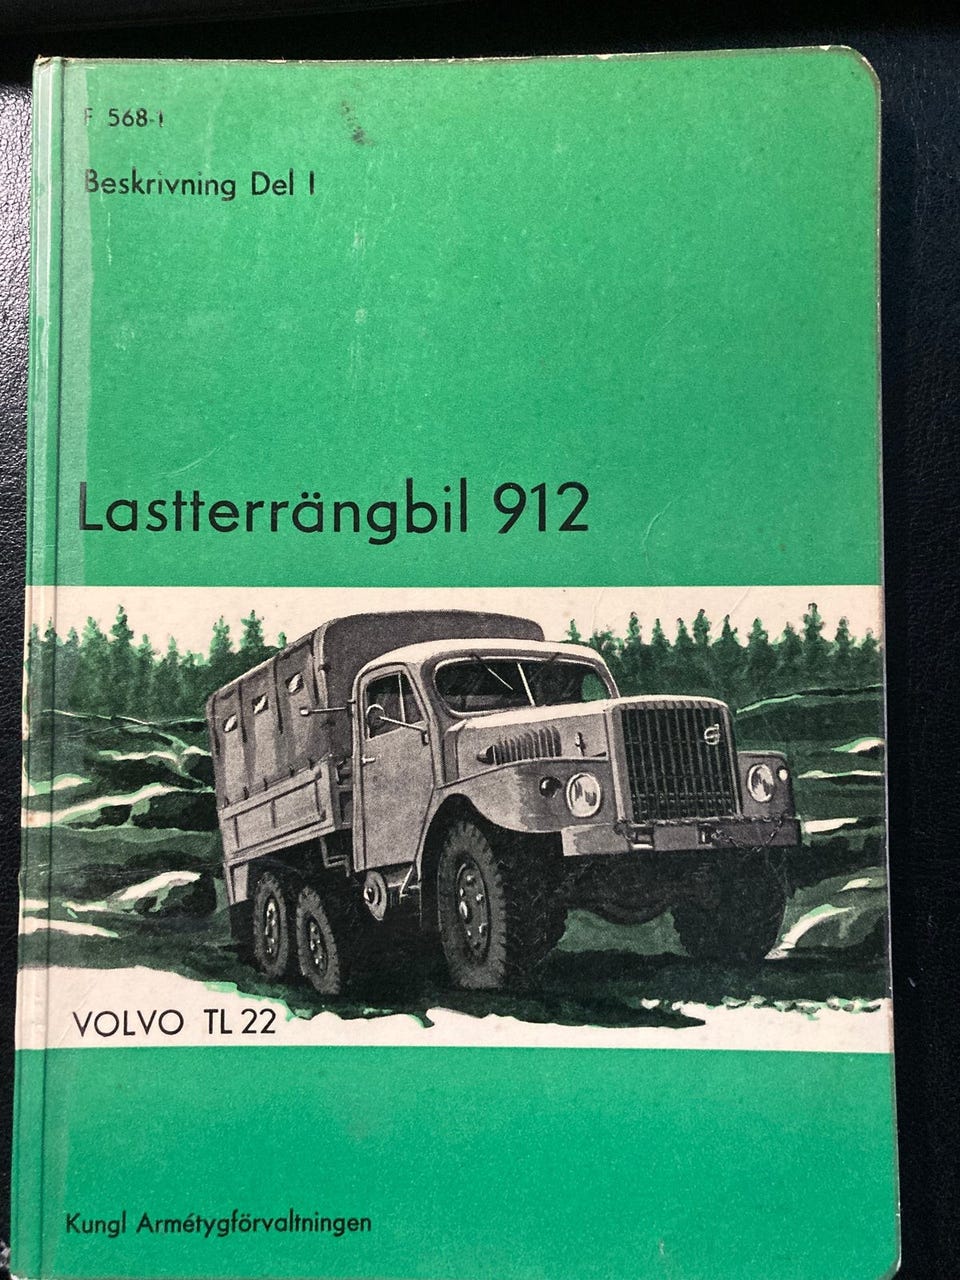 F 568-1
Beskrivning Del I
Lastterrängbil 912
VOLVO TL 22
Kungl Armétygförvaltningen